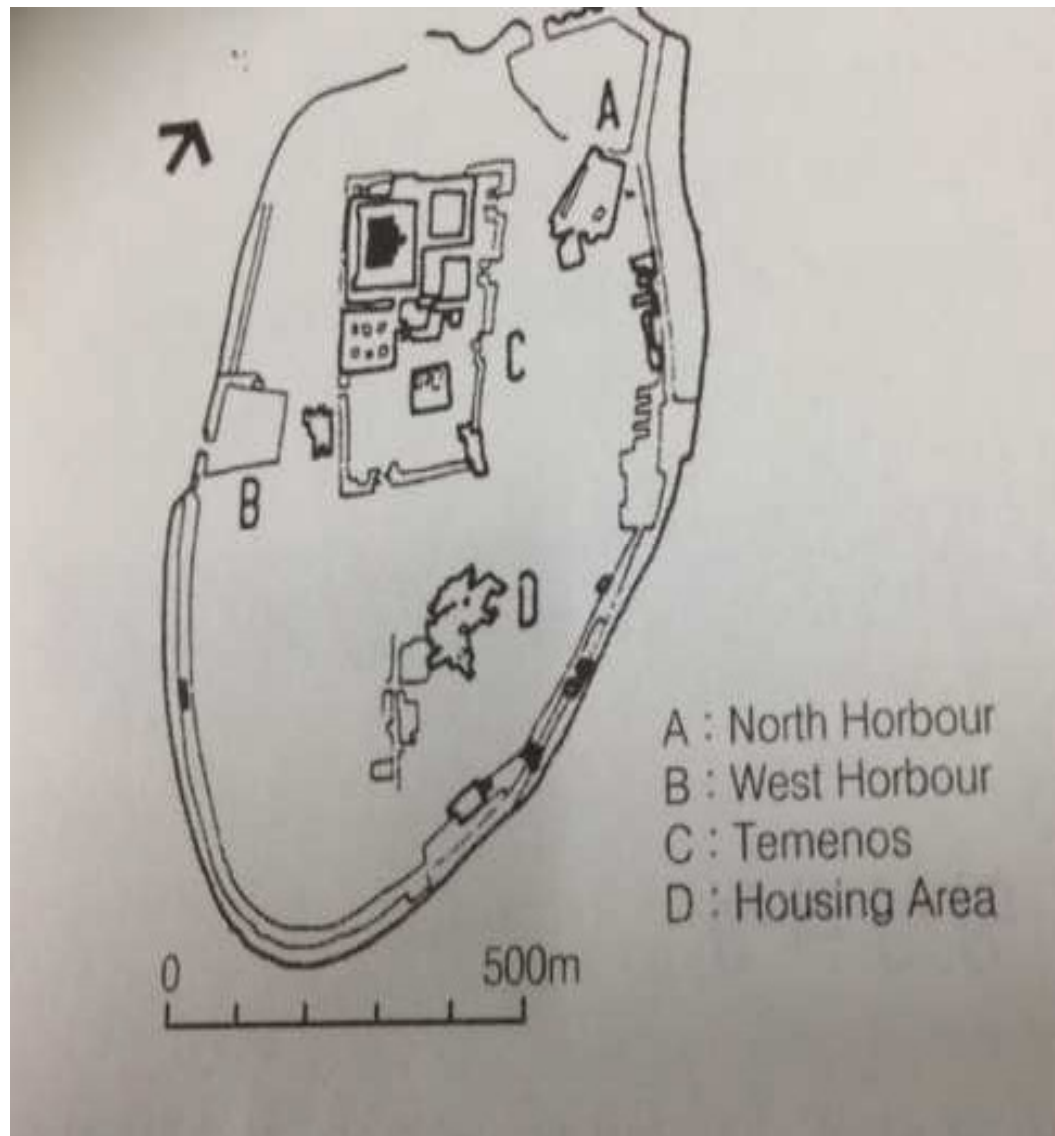 A
C
B
D
A : North Horbour
B : West Horbour
C : Temenos
D : Housing Area
0 500m